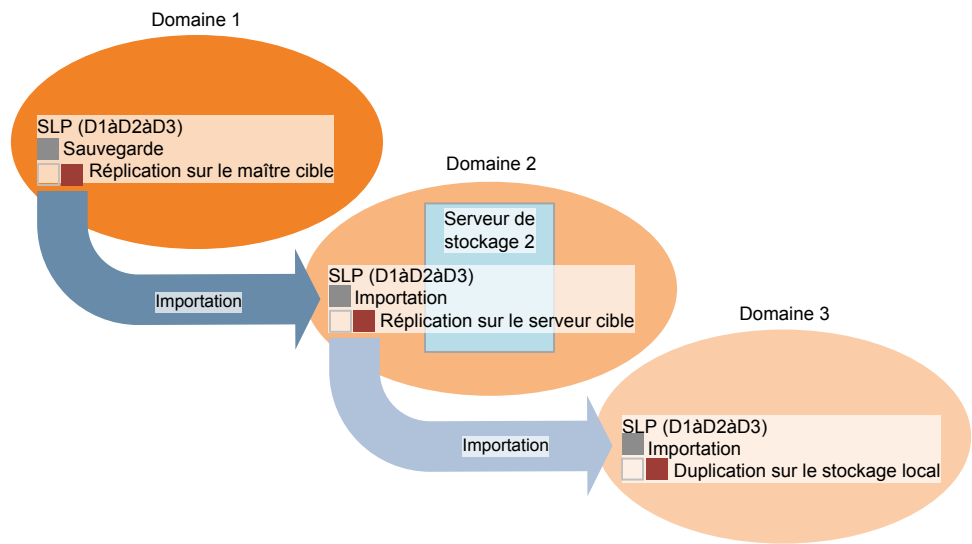 Domaine 1
SLP (D1àD2àD3)
Sauvegarde
Réplication sur le maître cible
Importation
Domaine 2
Serveur de
stockage 2
SLP (D1àD2àD3)
Importation
Réplication sur le serveur cible
Importation
Domaine 3
SLP (D1àD2àD3)
Importation
Duplication sur le stockage local